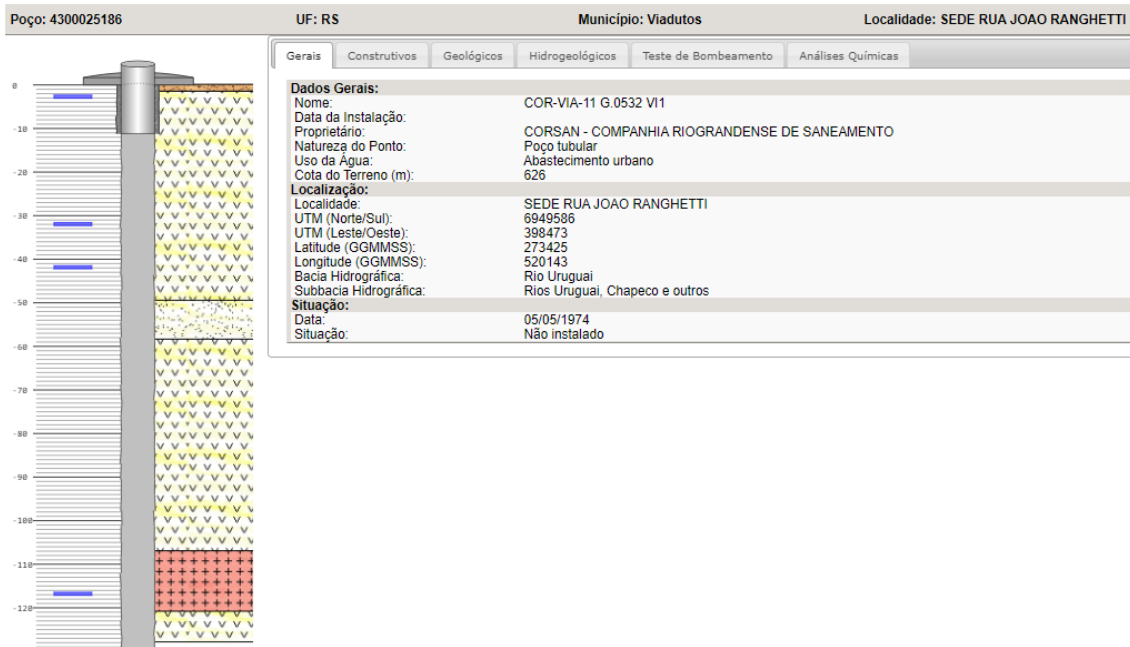 Poço: 4300025186 UF: RS Município: Viadutos Localidade: SEDE RUA JOAO RANGHETTI
Gerais Construtivos Geológicos Hidrogeológicos Teste de Bombeamento Análises Químicas
Dados Gerais:
Nome: COR-VIA-11 G.0532 VI1
Data da Instalação:
Proprietário: CORSAN - COMPANHIA RIOGRANDENSE DE SANEAMENTO
Natureza do Ponto: Poço tubular
Uso da Água: Abastecimento urbano
Cota do Terreno (m): 626
Localização:
Localidade: SEDE RUA JOAO RANGHETTI
UTM (Norte/Sul): 6949586
UTM (Leste/Oeste): 398473
Latitude (GGMMSS): 273425
Longitude (GGMMSS): 520143
Bacia Hidrográfica: Rio Uruguai
Subbacia Hidrográfica: Rios Uruguai, Chapeco e outros
Situação:
Data: 05/05/1974
Situação: Não instalado
0
-10
-20
-30
-40
-50
-60
-70
-80
-90
-100
-110
-120